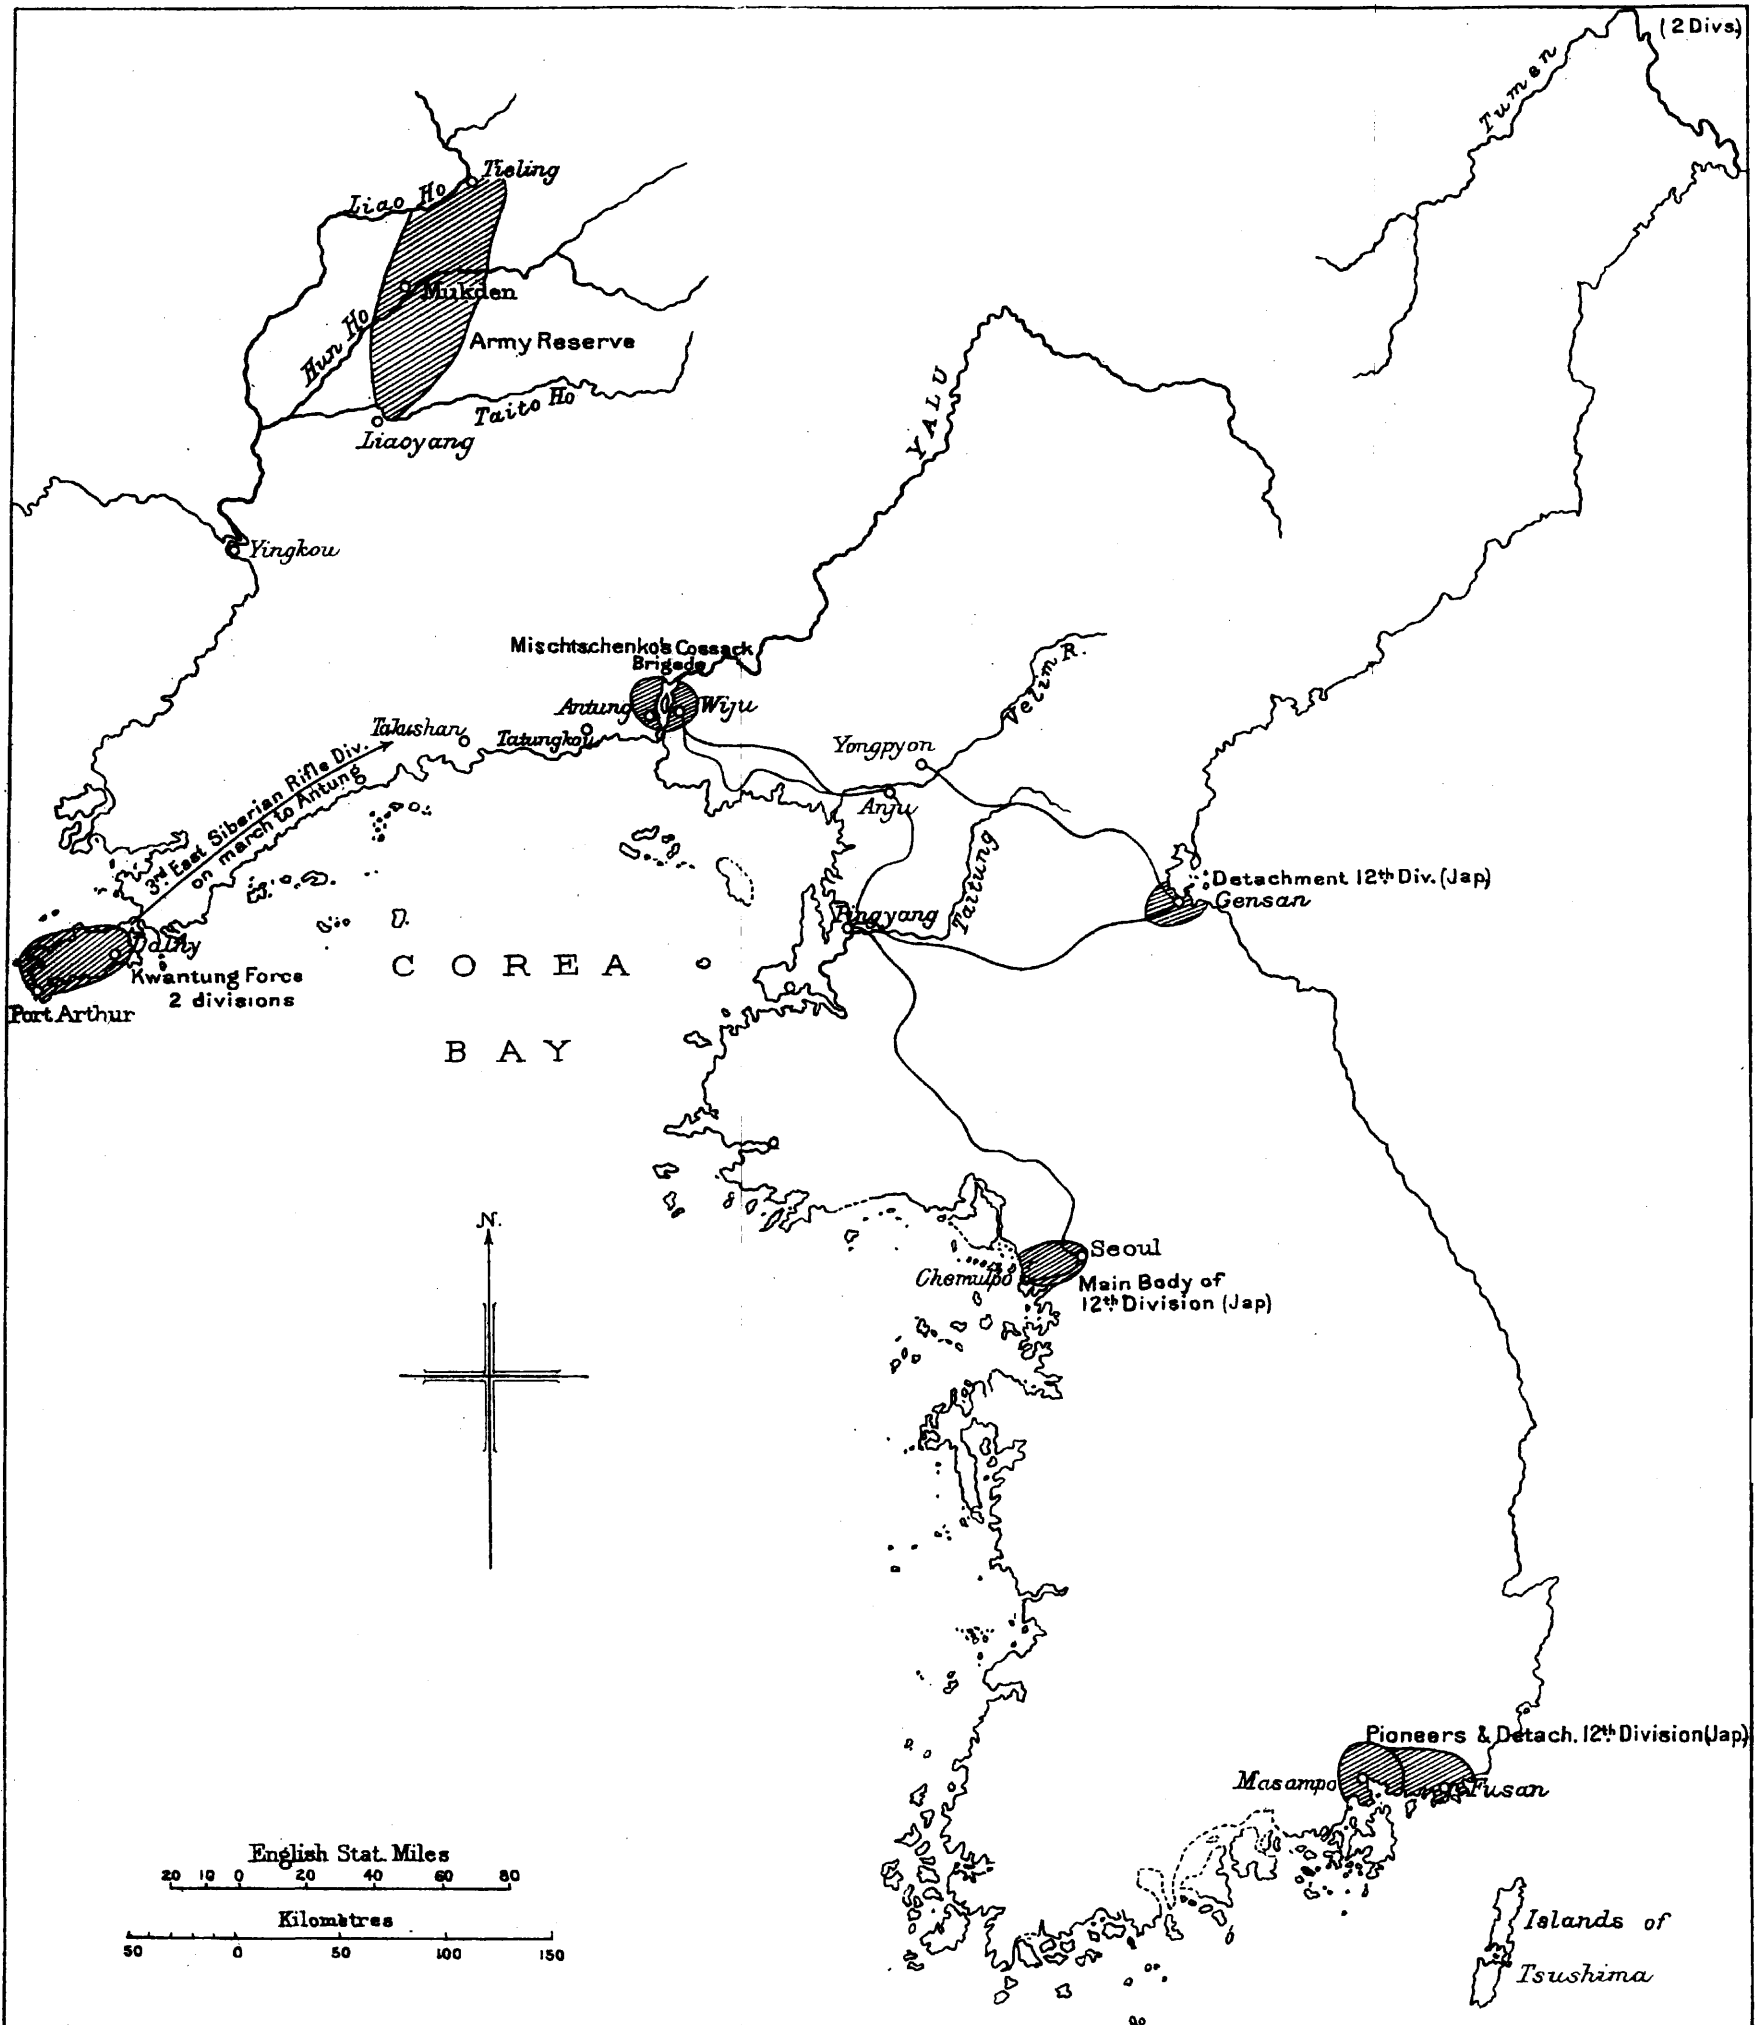 (2 Divs.)
Tumen
Tieling
Liao Ho
Mukden
Hun Ho
Army Reserve
Taito Ho
Liaoyang
YALU
Yingkou
Mischtschenko's Cossack
Brigade
Antung
Wiju
Yelim R.
Takushan
Tatungkou
Yongpyon
3rd East Siberian Rifle Div.
on march to Antung
Anju
Taitung
Detachment 12th Div. (Jap)
Gensan
Pingyang
Dalny
Kwantung Force
2 divisions
Port Arthur
COREA
BAY
N.
Seoul
Chemulpo
Main Body of
12th Division (Jap)
Pioneers & Detach. 12th Division (Jap)
Masampo
Fusan
English Stat. Miles
20 10 0 20 40 60 80
Kilometres
50 0 50 100 150
Islands of
Tsushima